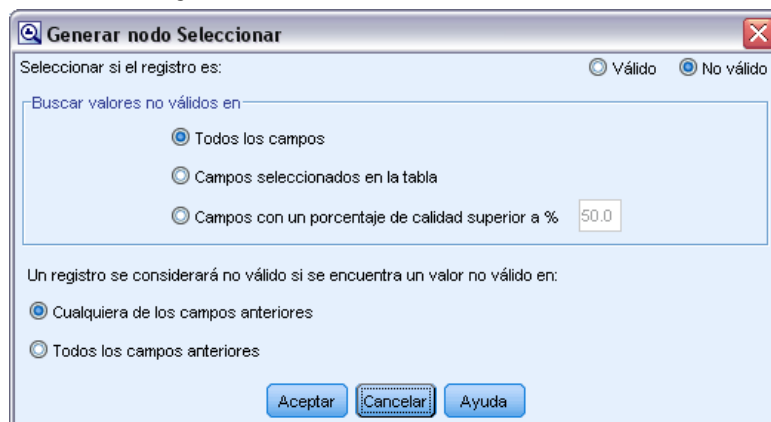 Generar nodo Seleccionar
Seleccionar si el registro es: Válido No válido
Buscar valores no válidos en
Todos los campos
Campos seleccionados en la tabla
Campos con un porcentaje de calidad superior a % 50.0
Un registro se considerará no válido si se encuentra un valor no válido en:
Cualquiera de los campos anteriores
Todos los campos anteriores
Aceptar Cancelar Ayuda